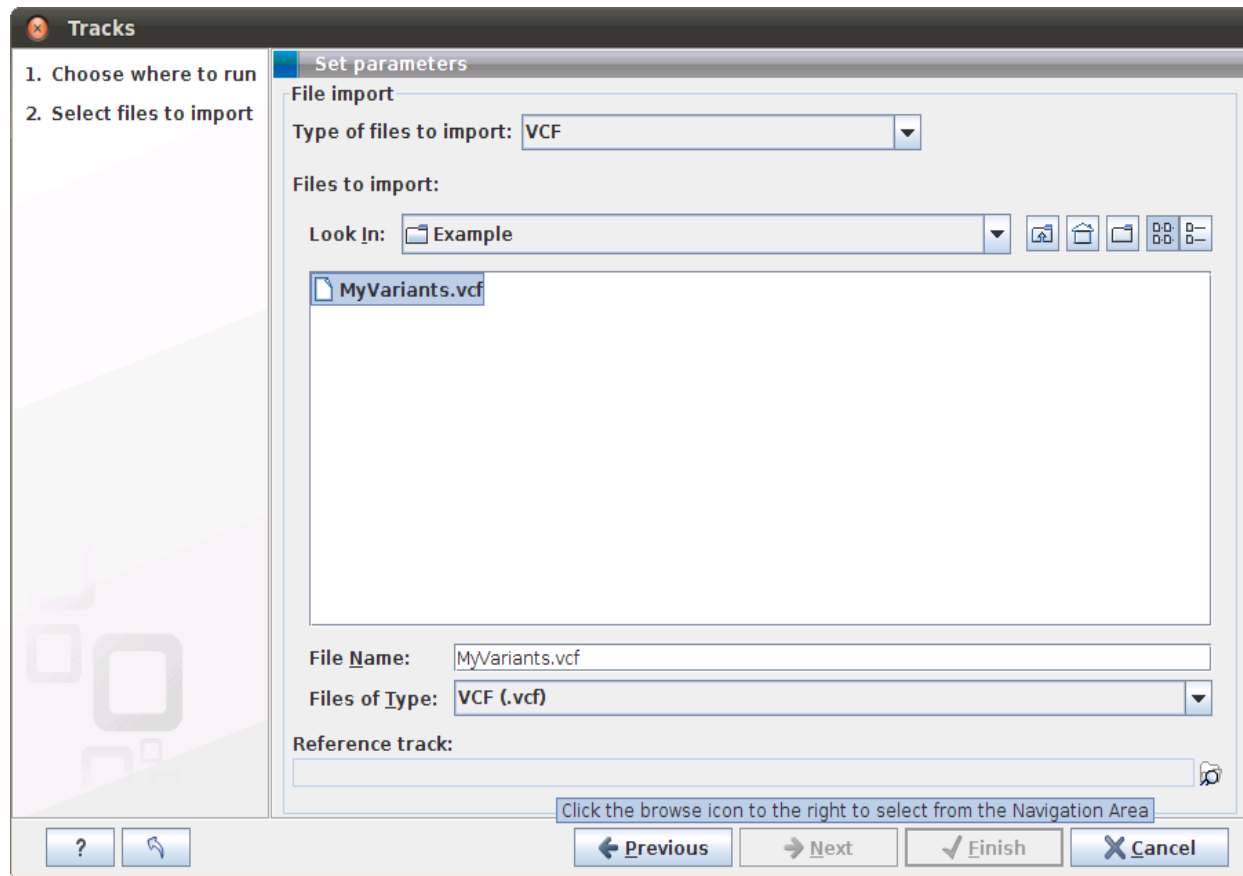 Tracks
1. Choose where to run
2. Select files to import
Set parameters
File import
Type of files to import: VCF
Files to import:
Look In: Example
MyVariants.vcf
File Name: MyVariants.vcf
Files of Type: VCF (.vcf)
Reference track:
Click the browse icon to the right to select from the Navigation Area
? Previous Next Finish Cancel